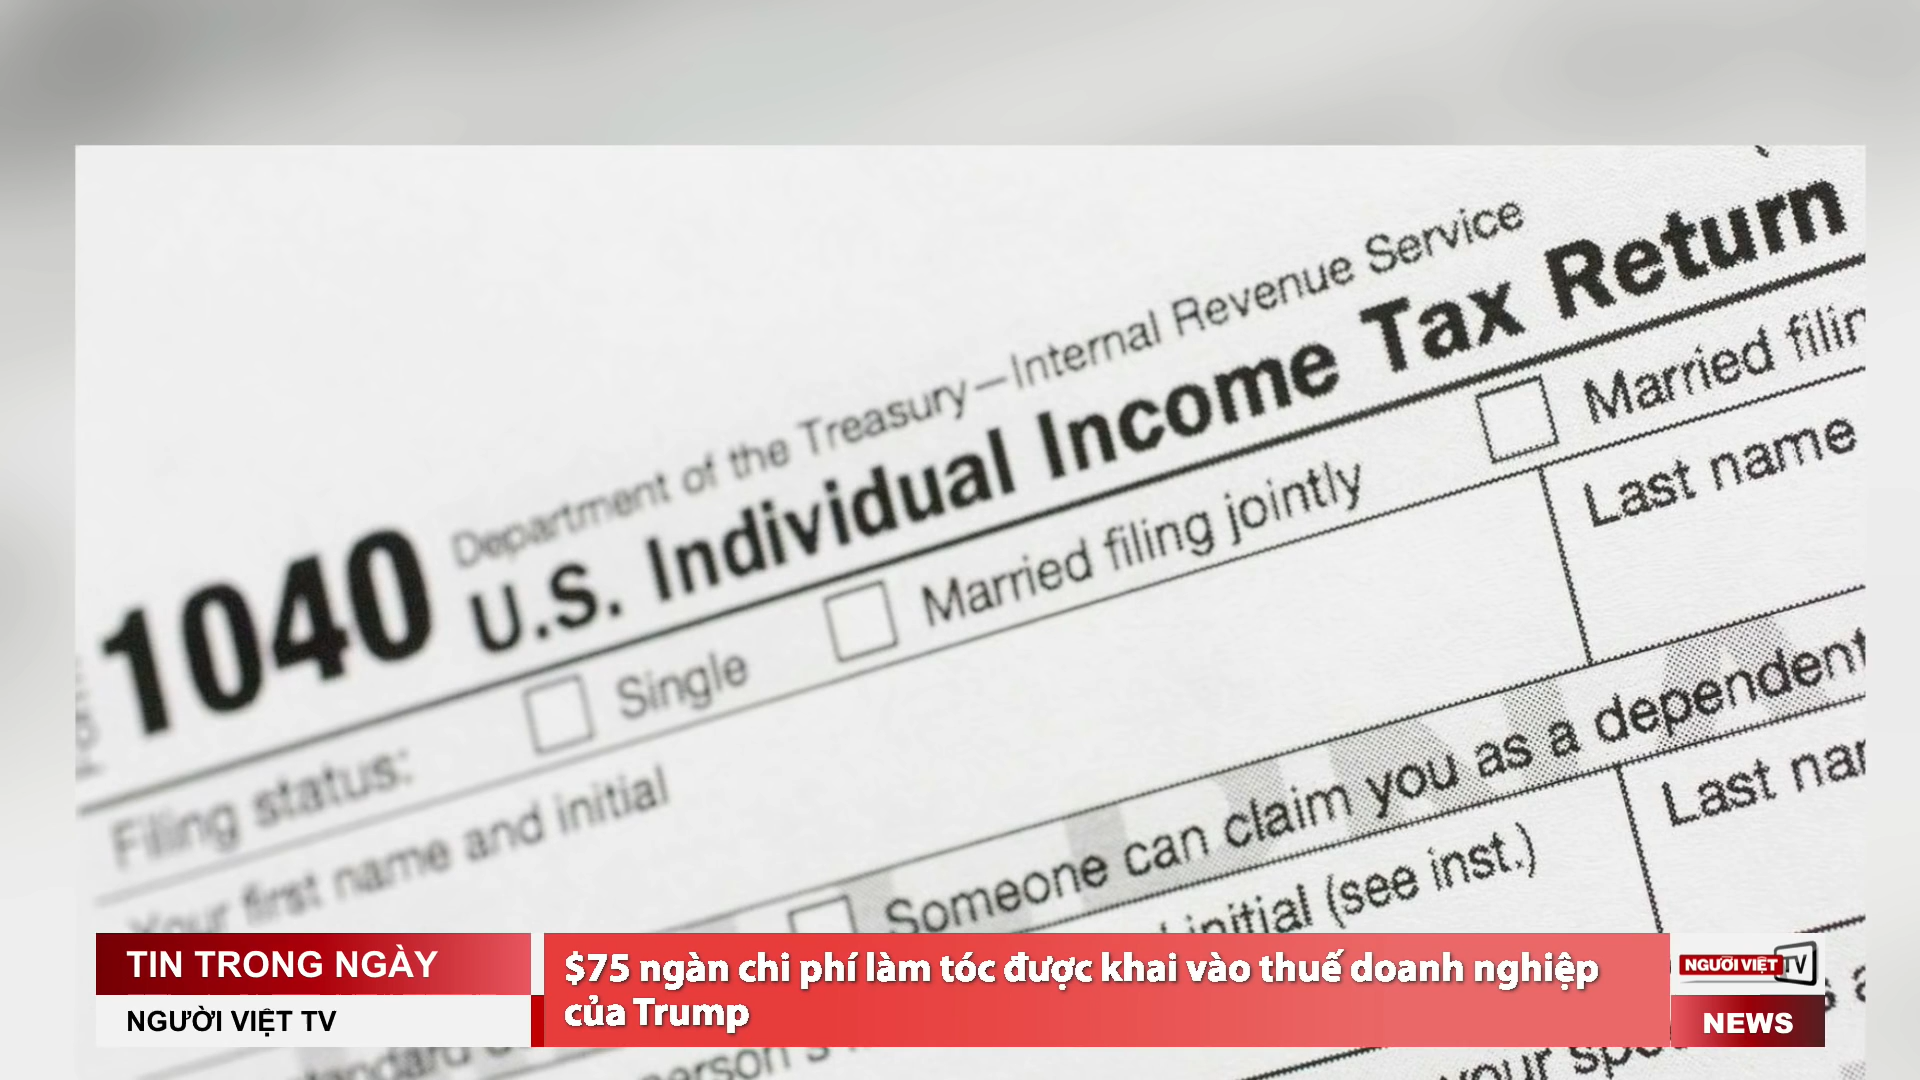 Department of the Treasury—Internal Revenue Service
1040 U.S. Individual Income Tax Return
Filing status:
Single
Married filing jointly
Married filin
Your first name and initial
Last name
Someone can claim you as a dependent
initial (see inst.)
Last nar
TIN TRONG NGÀY
NGƯỜI VIỆT TV
$75 ngàn chi phí làm tóc được khai vào thuế doanh nghiệp
của Trump
NGƯỜI VIỆT TV
NEWS
your spo